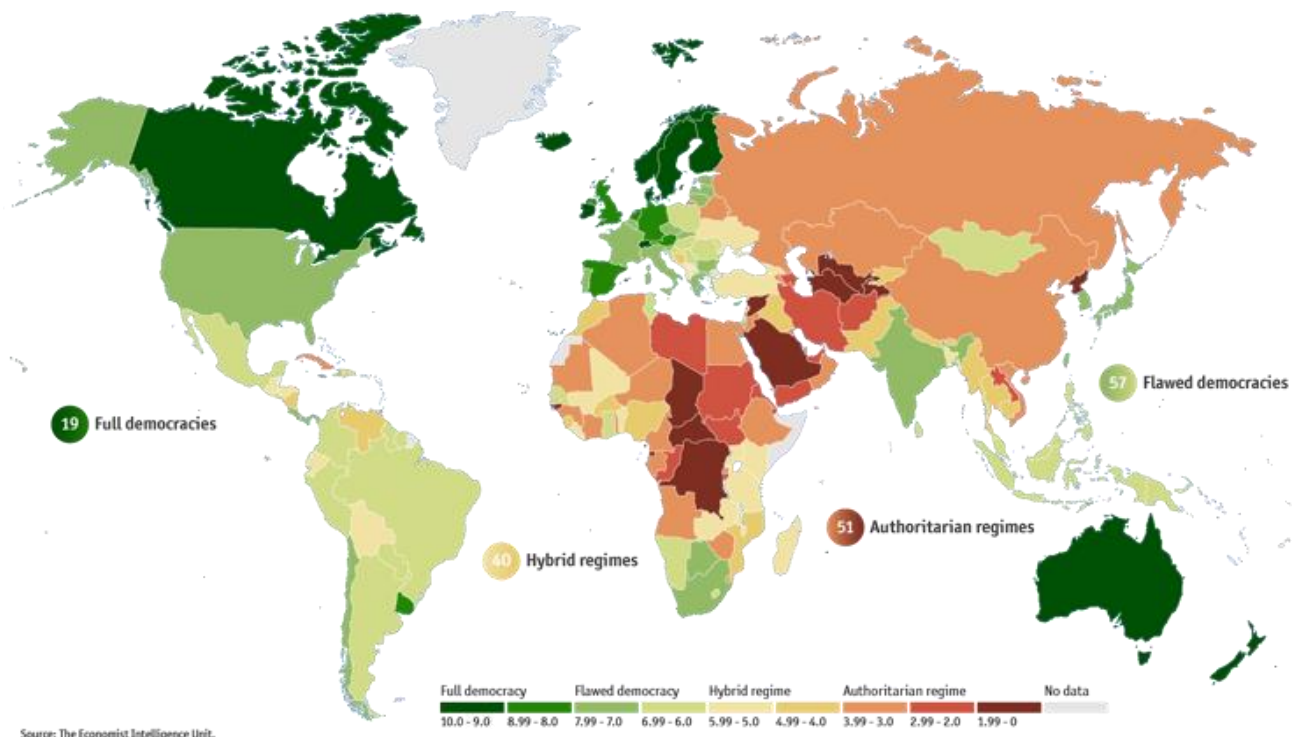 57 Flawed democracies
19 Full democracies
51 Authoritarian regimes
40 Hybrid regimes
Full democracy Flawed democracy Hybrid regime Authoritarian regime No data
10.0 - 9.0 8.99 - 8.0 7.99 - 7.0 6.99 - 6.0 5.99 - 5.0 4.99 - 4.0 3.99 - 3.0 2.99 - 2.0 1.99 - 0
Source: The Economist Intelligence Unit.